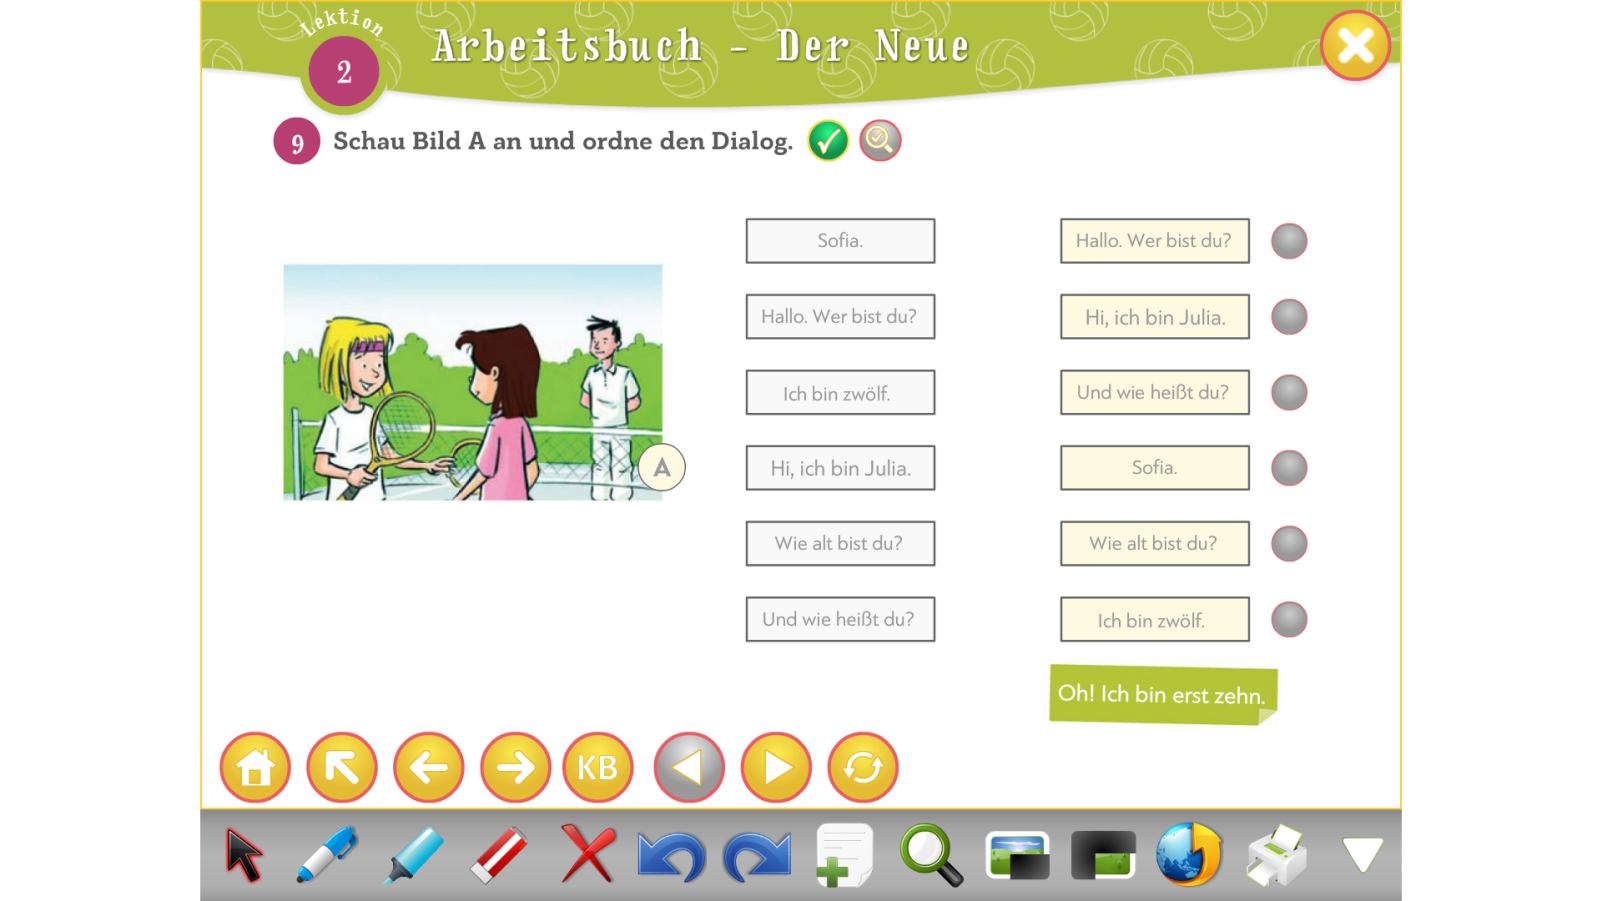 Lektion
2
Arbeitsbuch - Der Neue
9 Schau Bild A an und ordne den Dialog.
A
Sofia.
Hallo. Wer bist du?
Ich bin zwölf.
Hi, ich bin Julia.
Wie alt bist du?
Und wie heißt du?
Hallo. Wer bist du?
Hi, ich bin Julia.
Und wie heißt du?
Sofia.
Wie alt bist du?
Ich bin zwölf.
Oh! Ich bin erst zehn.
KB